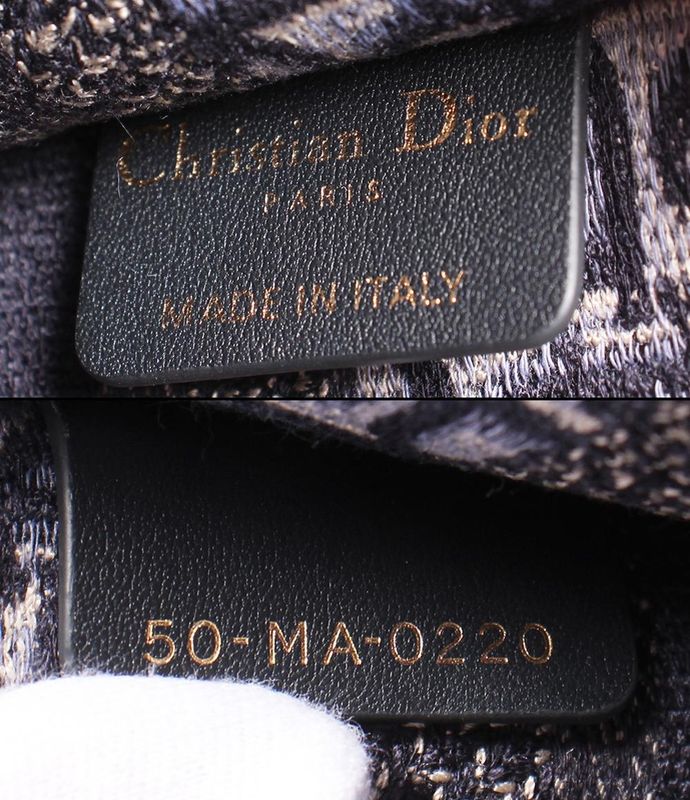 Christian Dior
PARIS
MADE IN ITALY
50-MA-0220